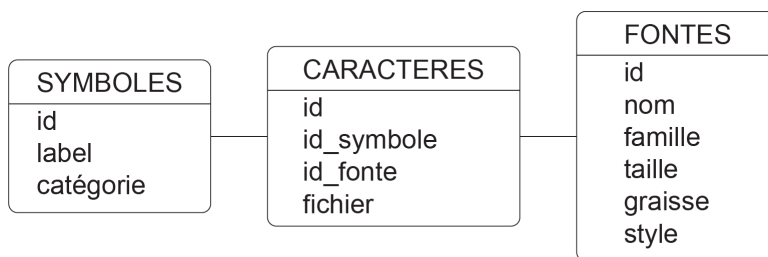 SYMBOLES
id
label
catégorie
CARACTERES
id
id_symbole
id_fonte
fichier
FONTES
id
nom
famille
taille
graisse
style